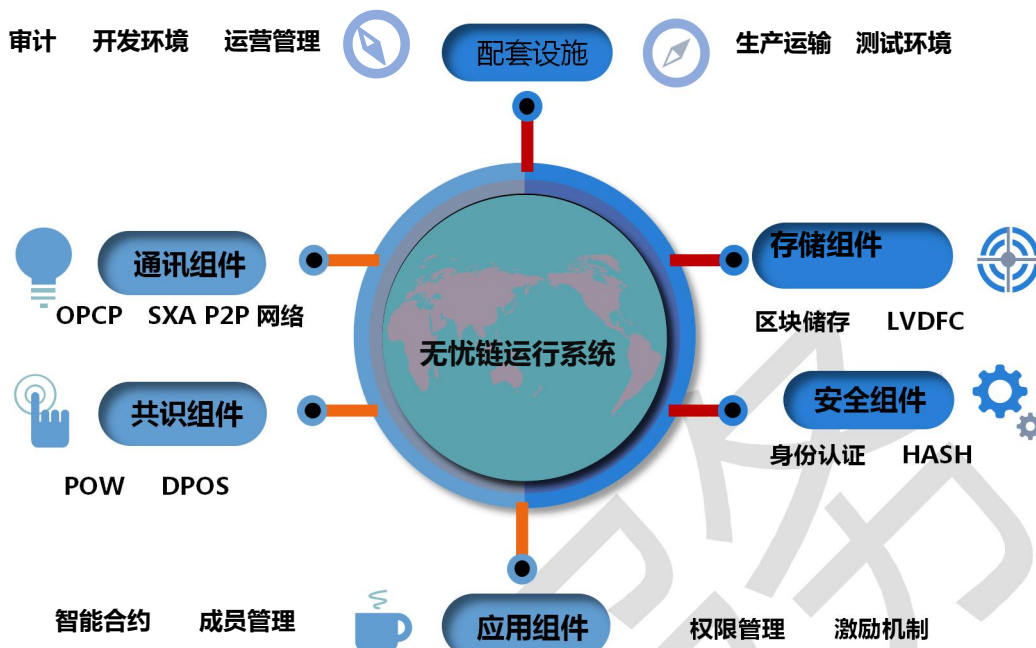 审计 开发环境 运营管理 配套设施 生产运输 测试环境
通讯组件
OPCP SXA P2P 网络
存储组件
区块储存 LVDFC
无忧链运行系统
共识组件
POW DPOS
安全组件
身份认证 HASH
智能合约 成员管理 应用组件 权限管理 激励机制